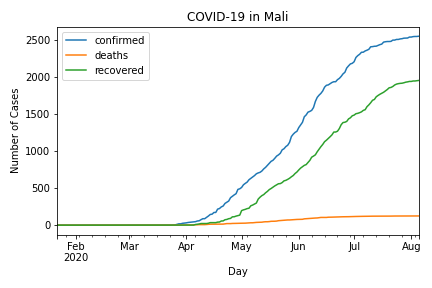 COVID-19 in Mali
confirmed
deaths
recovered
Number of Cases
2500
2000
1500
1000
500
0
Feb Mar Apr May Jun Jul Aug
2020
Day